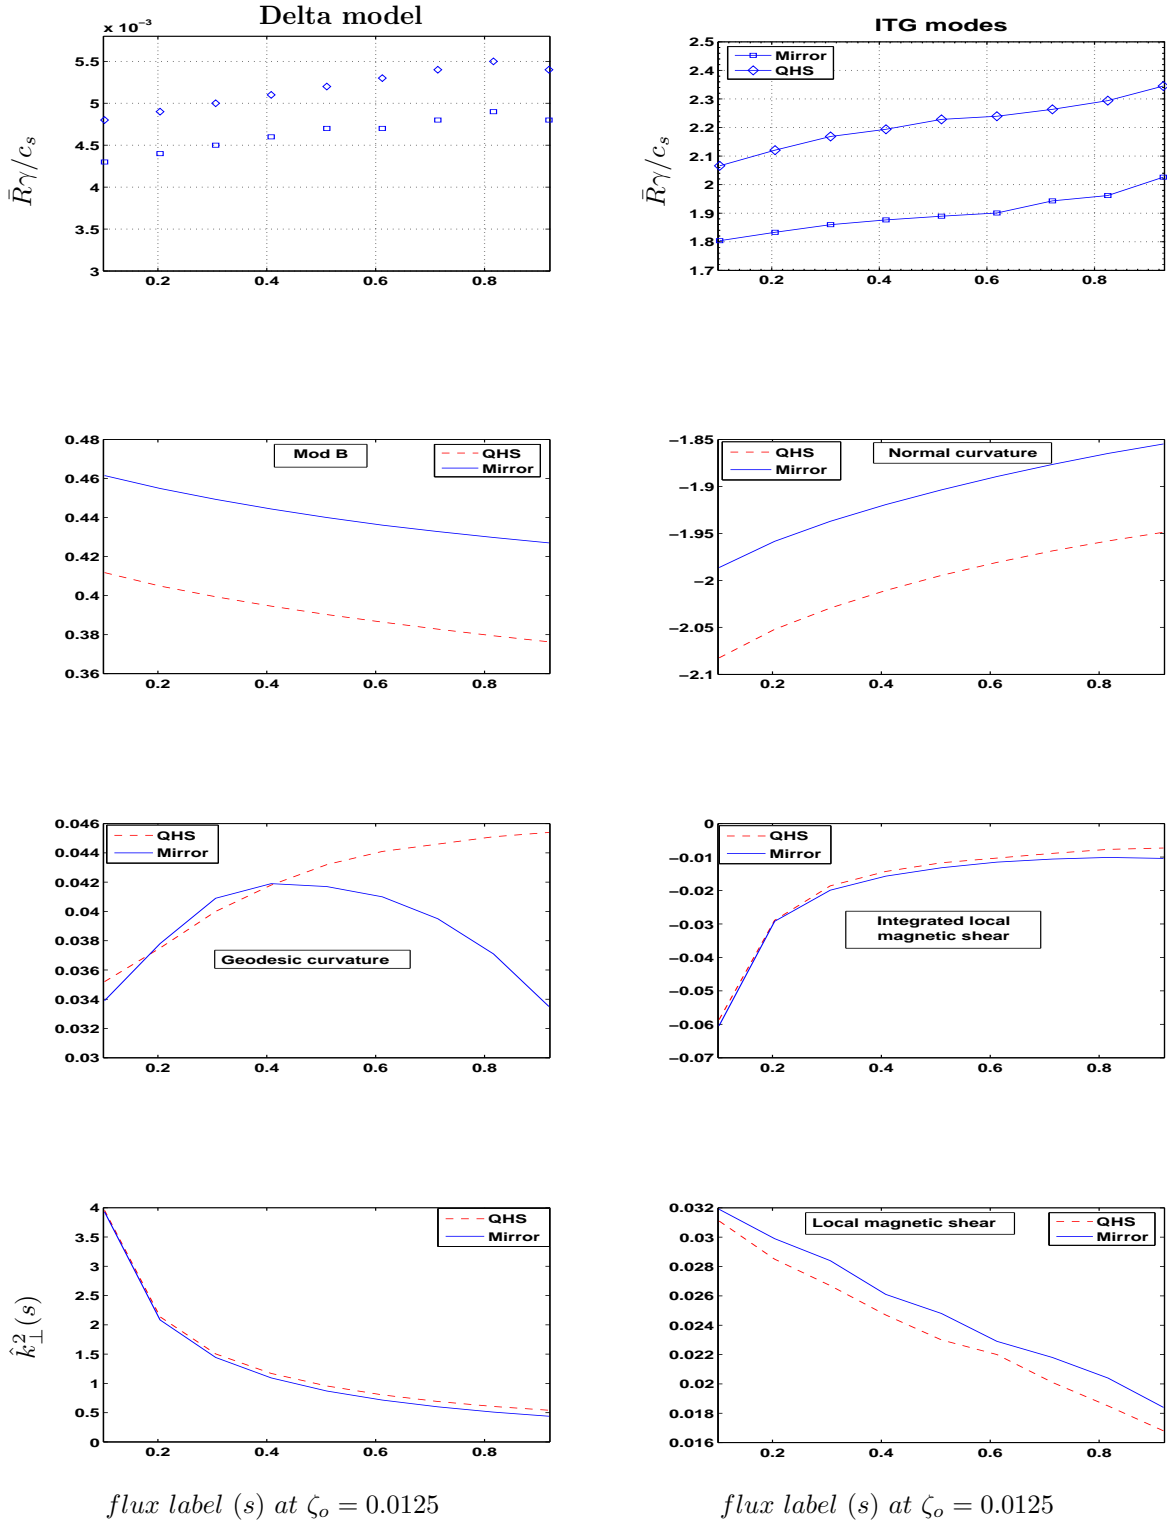 Delta model
x 10⁻³
5.5
5
4.5
4
3.5
3
0.2 0.4 0.6 0.8
R̄γ/c_s
ITG modes
2.5
2.4
2.3
2.2
2.1
2
1.9
1.8
1.7
Mirror
QHS
0.2 0.4 0.6 0.8
R̄γ/c_s
0.48
0.46
0.44
0.42
0.4
0.38
0.36
Mod B
QHS
Mirror
0.2 0.4 0.6 0.8
−1.85
−1.9
−1.95
−2
−2.05
−2.1
QHS
Mirror
Normal curvature
0.2 0.4 0.6 0.8
0.046
0.044
0.042
0.04
0.038
0.036
0.034
0.032
0.03
QHS
Mirror
Geodesic curvature
0.2 0.4 0.6 0.8
0
−0.01
−0.02
−0.03
−0.04
−0.05
−0.06
−0.07
QHS
Mirror
Integrated local
magnetic shear
0.2 0.4 0.6 0.8
4
3.5
3
2.5
2
1.5
1
0.5
0
QHS
Mirror
0.2 0.4 0.6 0.8
k̂²_⊥(s)
flux label (s) at ζ_o = 0.0125
0.032
0.03
0.028
0.026
0.024
0.022
0.02
0.018
0.016
Local magnetic shear
QHS
Mirror
0.2 0.4 0.6 0.8
flux label (s) at ζ_o = 0.0125